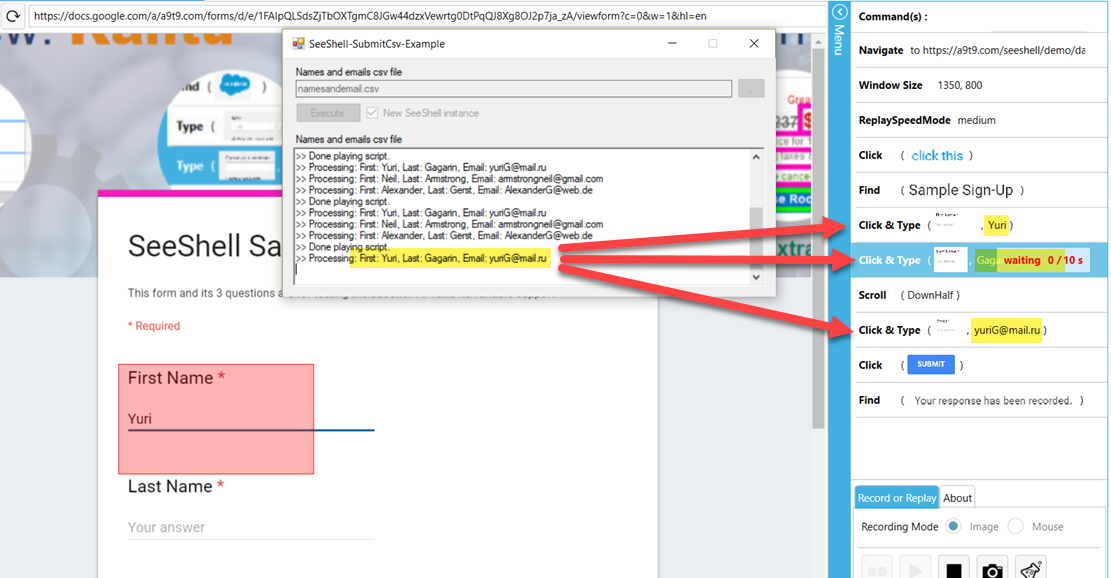 https://docs.google.com/a/a9t9.com/forms/d/e/1FAIpQLSdsZjTbOXTgmC8JGw44dzxVewrtg0DtPqQJ8Xg8OJ2p7ja_zA/viewform?c=0&w=1&hl=en
SeeShell-SubmitCsv-Example
Names and emails csv file
namesandemail.csv
...
Execute
New SeeShell instance
Names and emails csv file
>> Done playing script.
>> Processing: First: Yuri, Last: Gagarin, Email: yuriG@mail.ru
>> Processing: First: Neil, Last: Armstrong, Email: armstrongneil@gmail.com
>> Processing: First: Alexander, Last: Gerst, Email: AlexanderG@web.de
>> Done playing script.
>> Processing: First: Yuri, Last: Gagarin, Email: yuriG@mail.ru
>> Processing: First: Neil, Last: Armstrong, Email: armstrongneil@gmail.com
>> Processing: First: Alexander, Last: Gerst, Email: AlexanderG@web.de
>> Done playing script.
>> Processing: First: Yuri, Last: Gagarin, Email: yuriG@mail.ru
salesforce
Type (
Type (
SeeShell Sa
This form and its 3 questions a
* Required
First Name *
Yuri
Last Name *
Your answer
Menu
Command(s) :
Navigate to https://a9t9.com/seeshell/demo/da
Window Size 1350, 800
ReplaySpeedMode medium
Click ( click this )
Find ( Sample Sign-Up )
Click & Type ( , Yuri )
Click & Type ( , Gaga waiting 0 / 10 s
Scroll ( DownHalf )
Click & Type ( , yuriG@mail.ru )
Click ( SUBMIT )
Find ( Your response has been recorded. )
Record or Replay About
Recording Mode Image Mouse